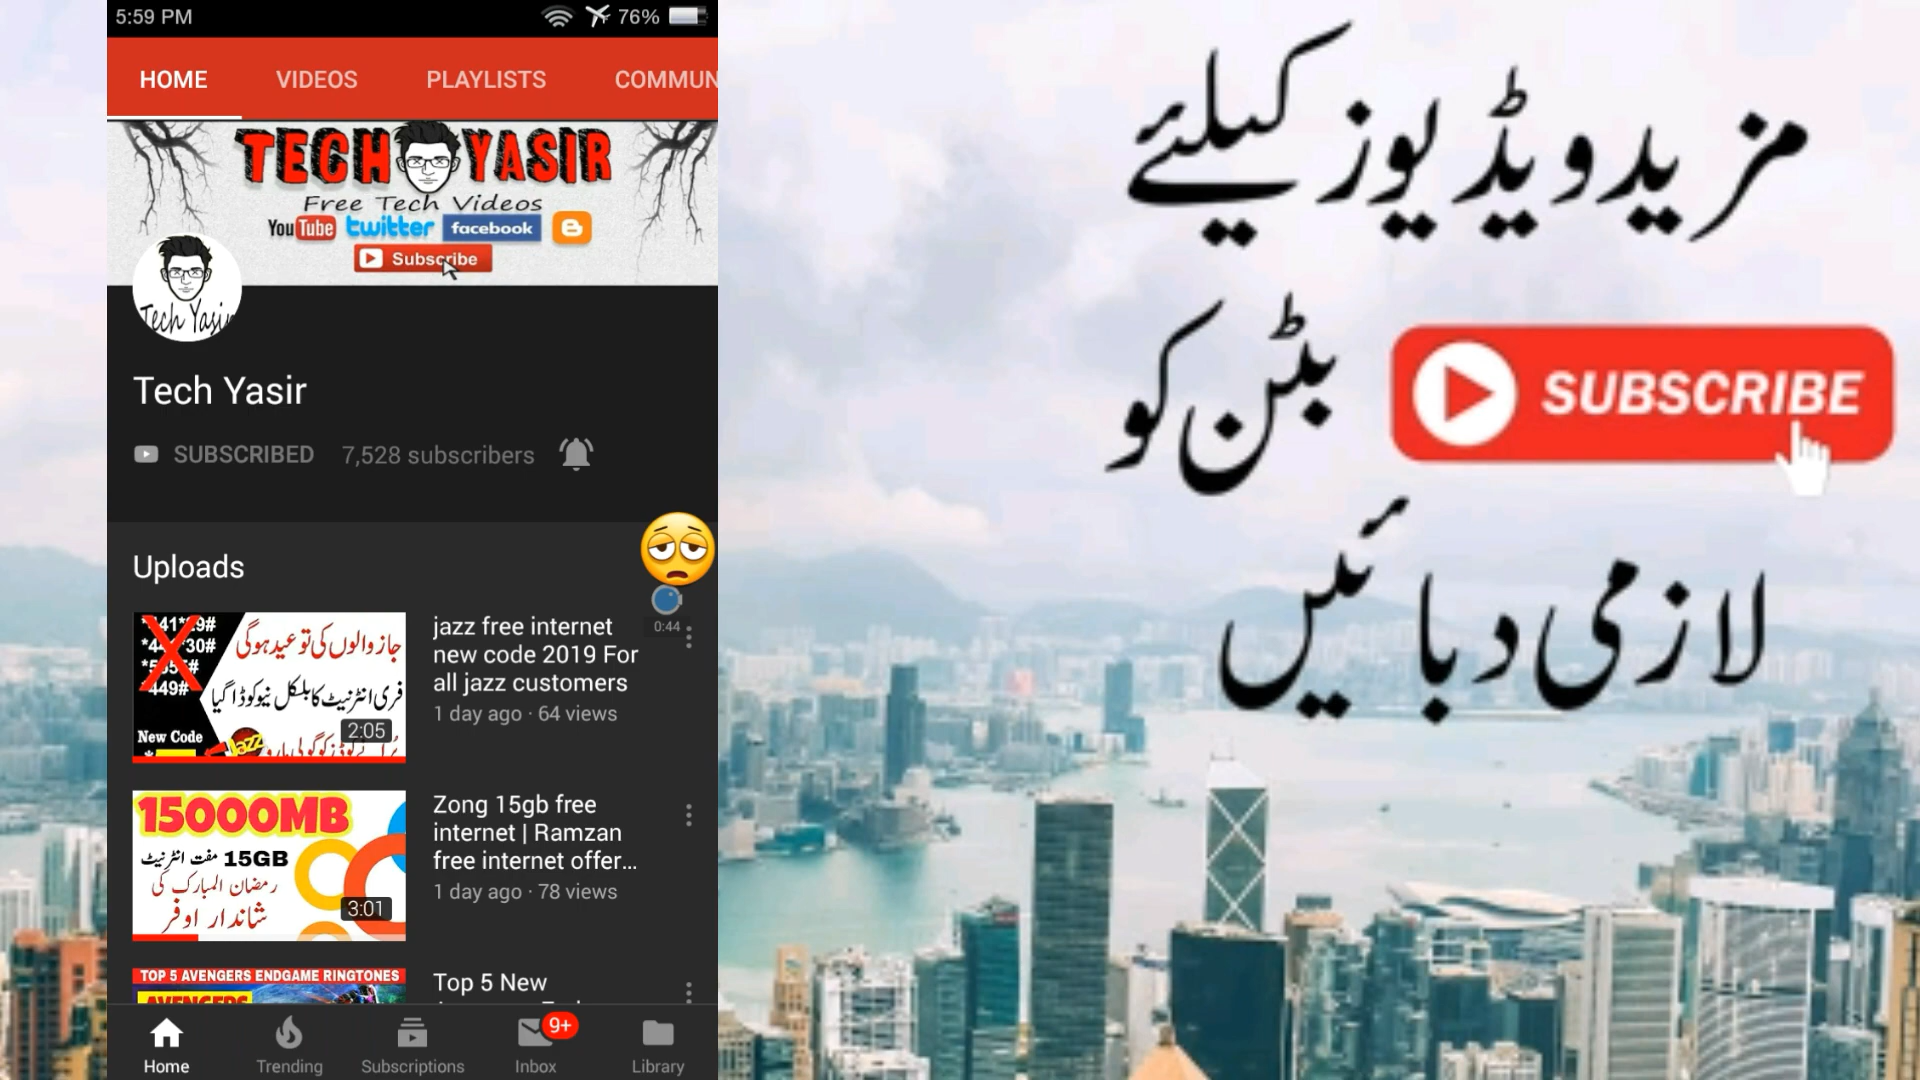 5:59 PM
76%
HOME VIDEOS PLAYLISTS COMMUN
TECH YASIR
Free Tech Videos
YouTube twitter facebook
Subscribe
Tech Yasir
Tech Yasir
SUBSCRIBED 7,528 subscribers
Uploads
0:44
جاز والوں کی تو عید ہوگی
فری انٹرنیٹ کا بلکل نیو کوڈ آگیا
New Code
Jazz
2:05
jazz free internet
new code 2019 For
all jazz customers
1 day ago · 64 views
15000MB
15GB مفت انٹرنیٹ
رمضان المبارک کی
شاندار اوفر
3:01
Zong 15gb free
internet | Ramzan
free internet offer...
1 day ago · 78 views
TOP 5 AVENGERS ENDGAME RINGTONES
AVENGERS
Top 5 New
Home Trending Subscriptions Inbox Library
9+
مزید ویڈیوز کیلئے
SUBSCRIBE بٹن کو
لازمی دبائیں